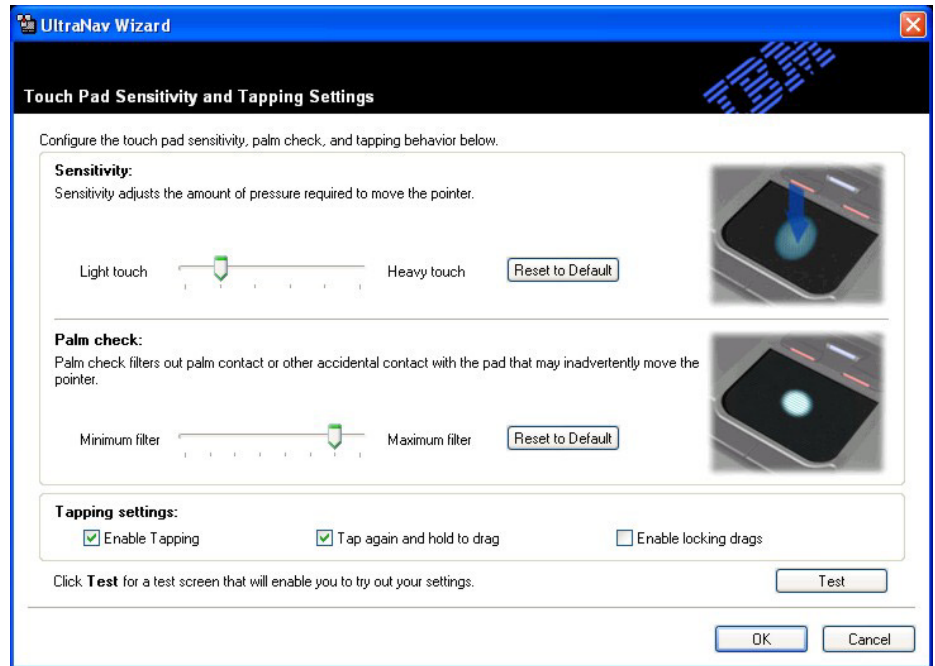 UltraNav Wizard
IBM
Touch Pad Sensitivity and Tapping Settings
Configure the touch pad sensitivity, palm check, and tapping behavior below.
Sensitivity:
Sensitivity adjusts the amount of pressure required to move the pointer.
Light touch
Heavy touch
Reset to Default
Palm check:
Palm check filters out palm contact or other accidental contact with the pad that may inadvertently move the
pointer.
Minimum filter
Maximum filter
Reset to Default
Tapping settings:
Enable Tapping
Tap again and hold to drag
Enable locking drags
Click Test for a test screen that will enable you to try out your settings.
Test
OK
Cancel